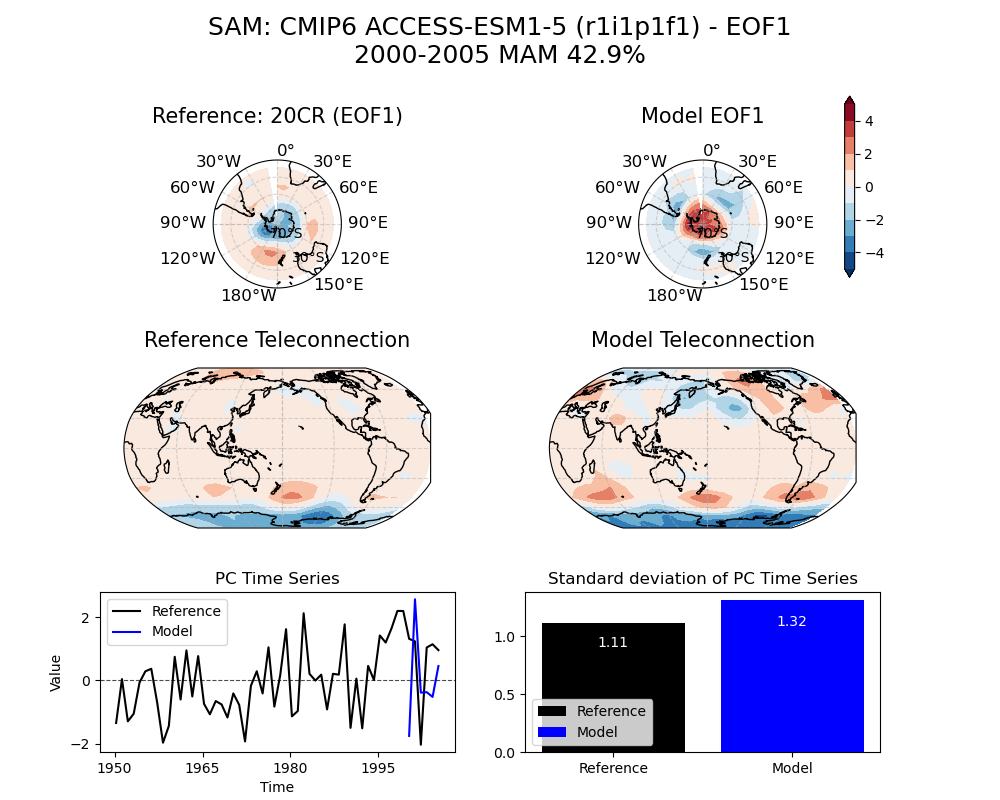 SAM: CMIP6 ACCESS-ESM1-5 (r1i1p1f1) - EOF1
2000-2005 MAM 42.9%
Reference: 20CR (EOF1)
Model EOF1
0°
30°W
30°E
60°W
60°E
90°W
90°E
70°S
30°S
120°W
120°E
150°E
180°W
0°
30°W
30°E
60°W
60°E
90°W
90°E
70°S
30°S
120°W
120°E
150°E
180°W
4
2
0
−2
−4
Reference Teleconnection
Model Teleconnection
PC Time Series
Reference
Model
2
0
−2
Value
1950
1965
1980
1995
Time
Standard deviation of PC Time Series
1.0
0.5
0.0
1.11
1.32
Reference
Model
Reference
Model